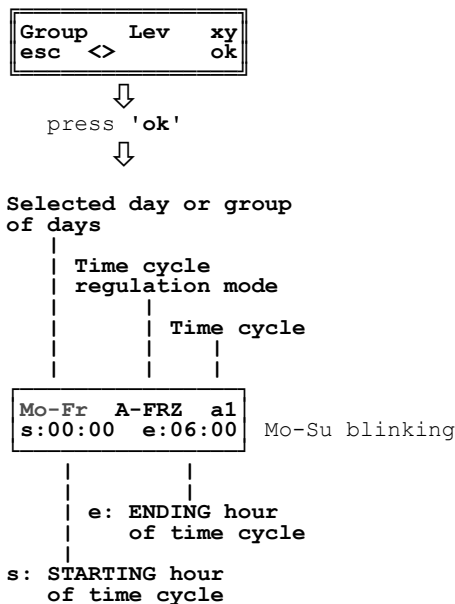 Group Lev xy
esc <> ok
press 'ok'
Selected day or group
of days
Time cycle
regulation mode
Time cycle
Mo-Fr A-FRZ a1
s:00:00 e:06:00 Mo-Su blinking
e: ENDING hour
of time cycle
s: STARTING hour
of time cycle